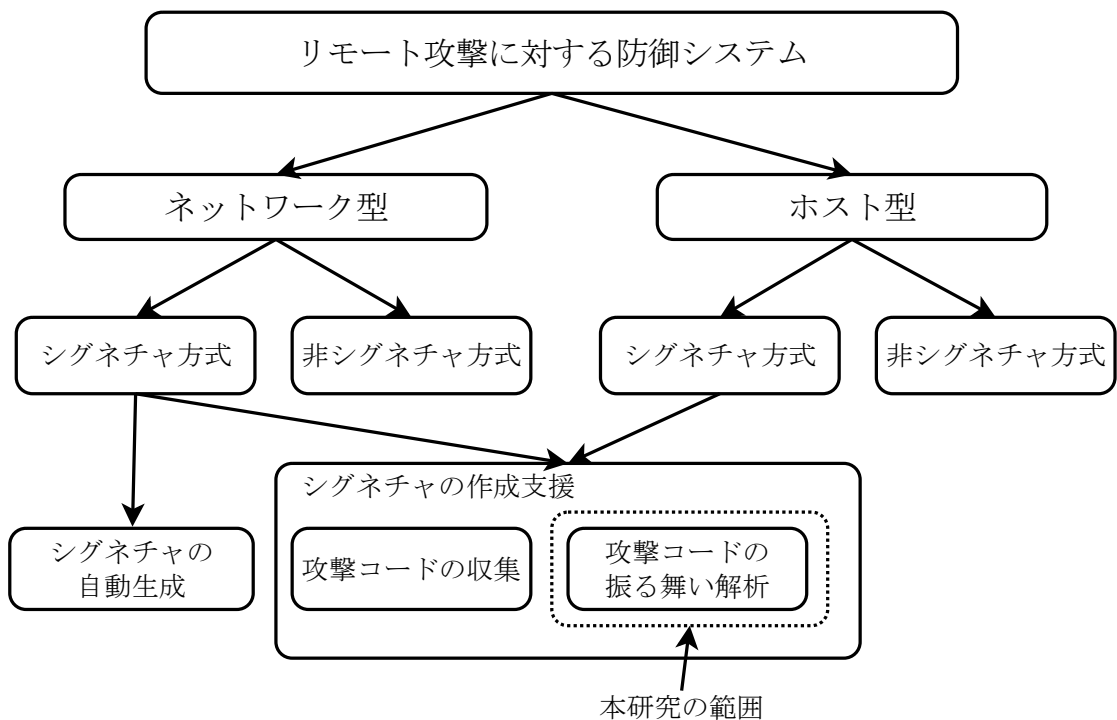 リモート攻撃に対する防御システム
ネットワーク型
ホスト型
シグネチャ方式
非シグネチャ方式
シグネチャ方式
非シグネチャ方式
シグネチャの作成支援
シグネチャの
自動生成
攻撃コードの収集
攻撃コードの
振る舞い解析
本研究の範囲